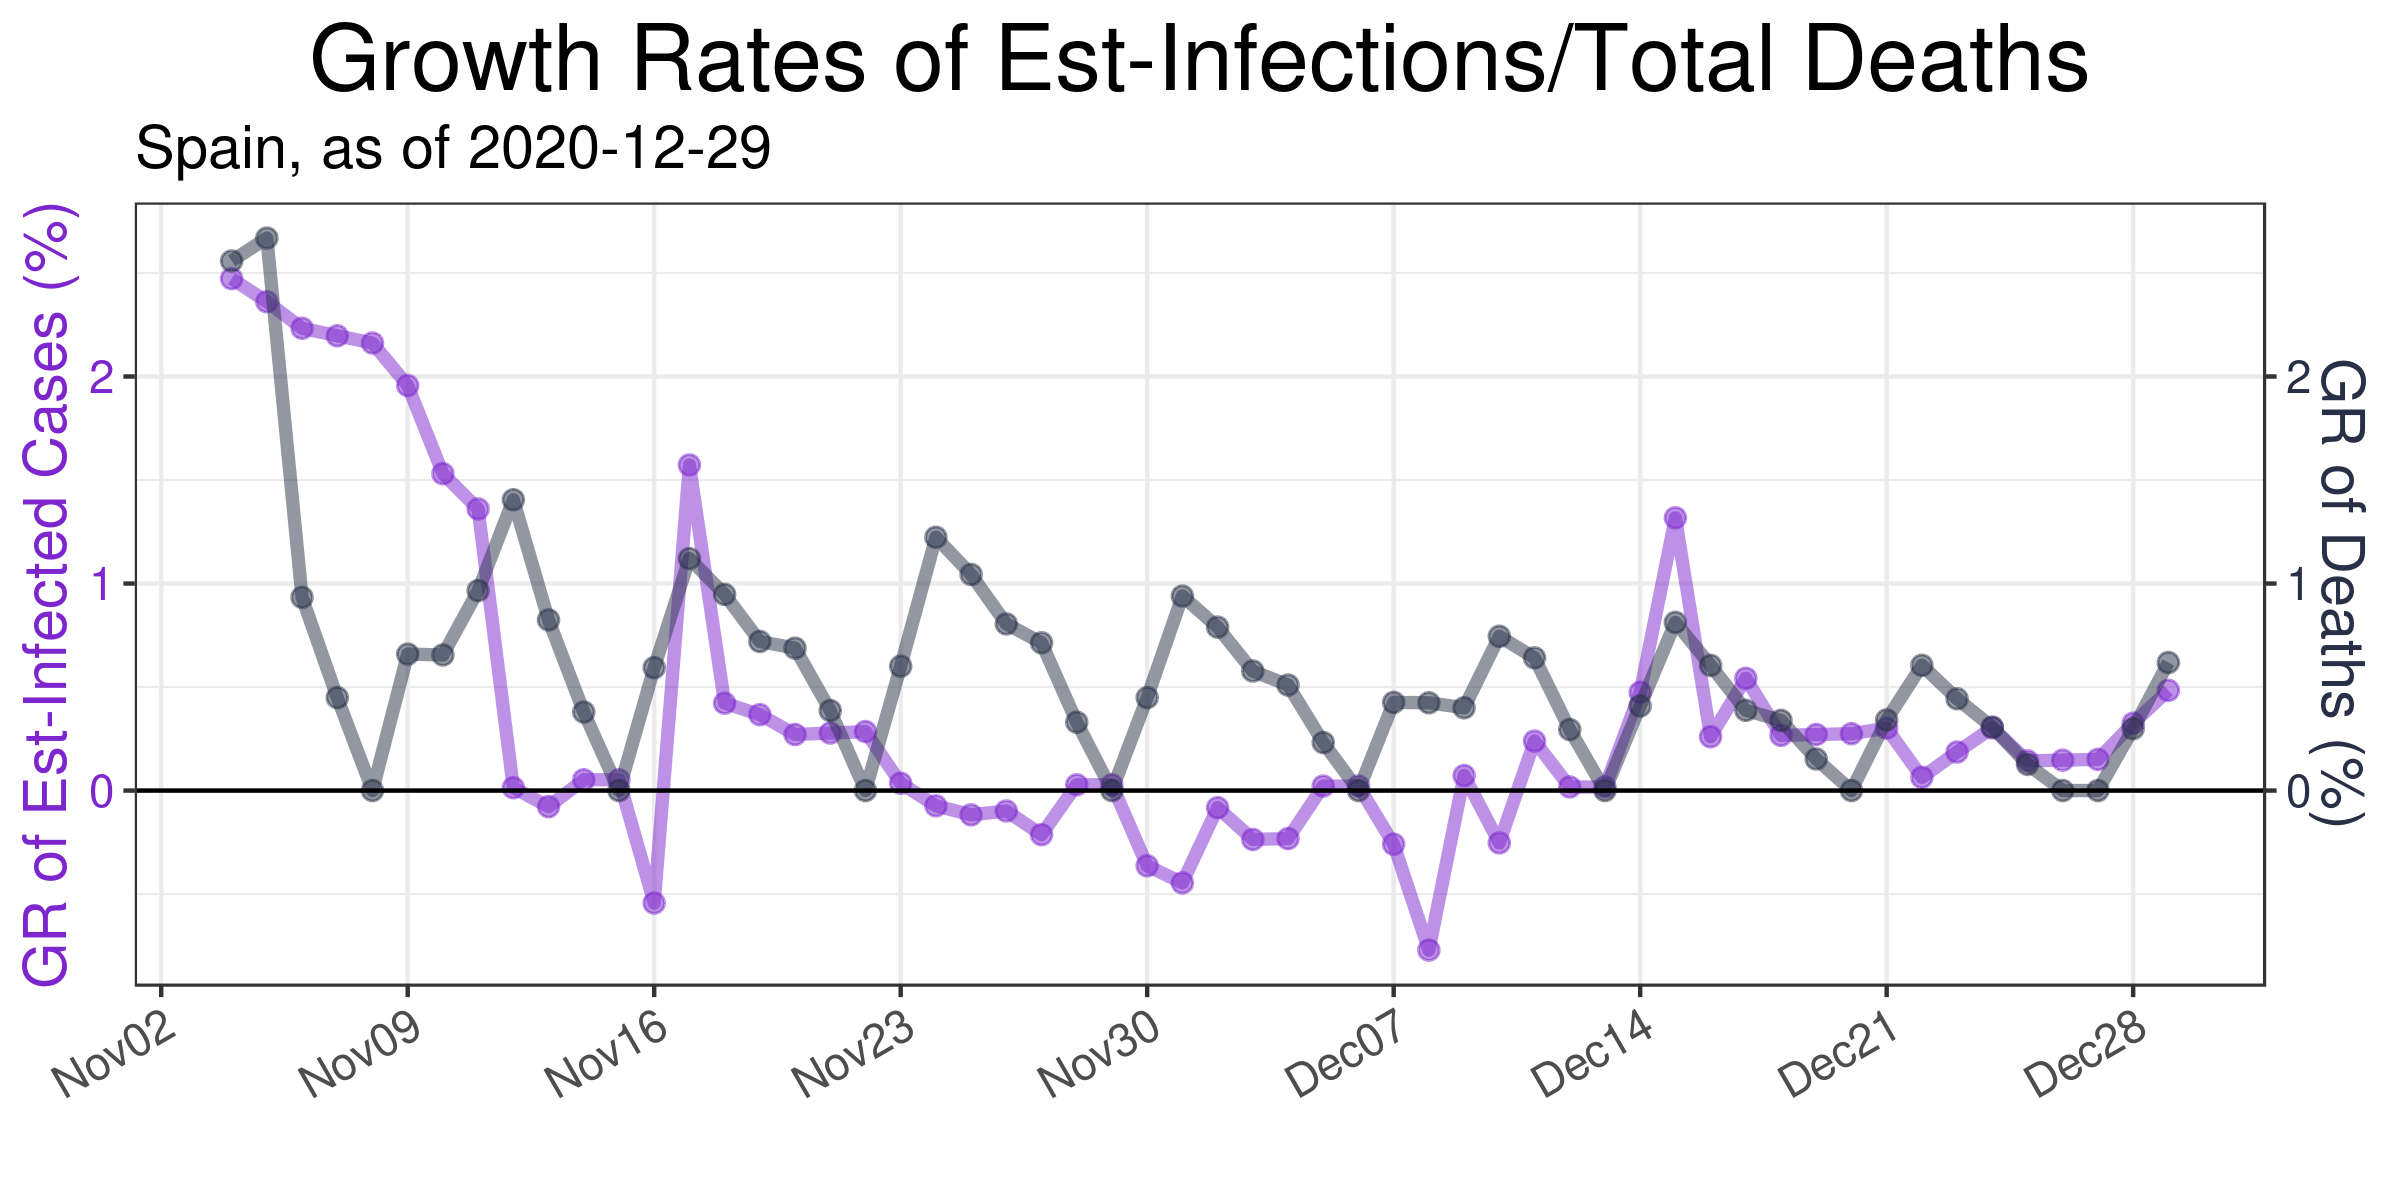 Growth Rates of Est-Infections/Total Deaths
Spain, as of 2020-12-29
GR of Est-Infected Cases (%)
2
1
0
2
1
0
GR of Deaths (%)
Nov02
Nov09
Nov16
Nov23
Nov30
Dec07
Dec14
Dec21
Dec28